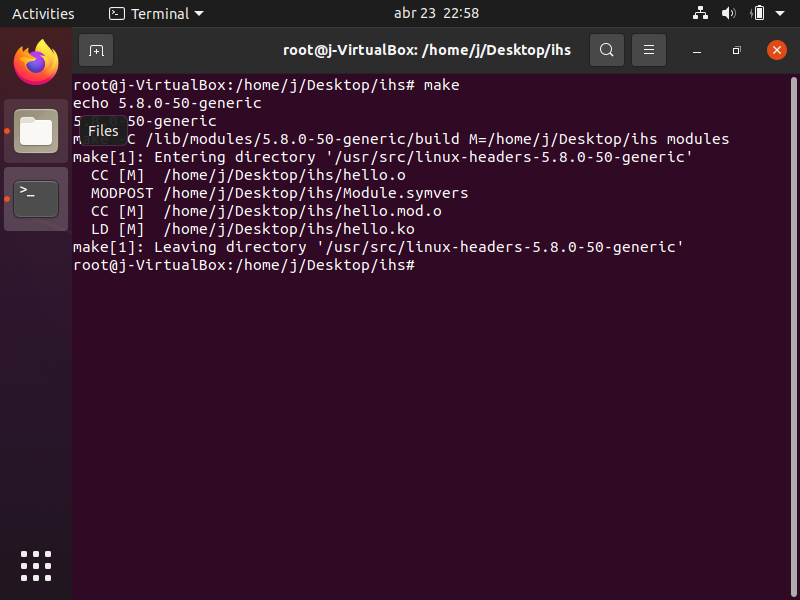 Activities
Terminal
abr 23 22:58
root@j-VirtualBox: /home/j/Desktop/ihs
root@j-VirtualBox:/home/j/Desktop/ihs# make
echo 5.8.0-50-generic
5.8.0-50-generic
Files
make -C /lib/modules/5.8.0-50-generic/build M=/home/j/Desktop/ihs modules
make[1]: Entering directory '/usr/src/linux-headers-5.8.0-50-generic'
CC [M] /home/j/Desktop/ihs/hello.o
MODPOST /home/j/Desktop/ihs/Module.symvers
CC [M] /home/j/Desktop/ihs/hello.mod.o
LD [M] /home/j/Desktop/ihs/hello.ko
make[1]: Leaving directory '/usr/src/linux-headers-5.8.0-50-generic'
root@j-VirtualBox:/home/j/Desktop/ihs#